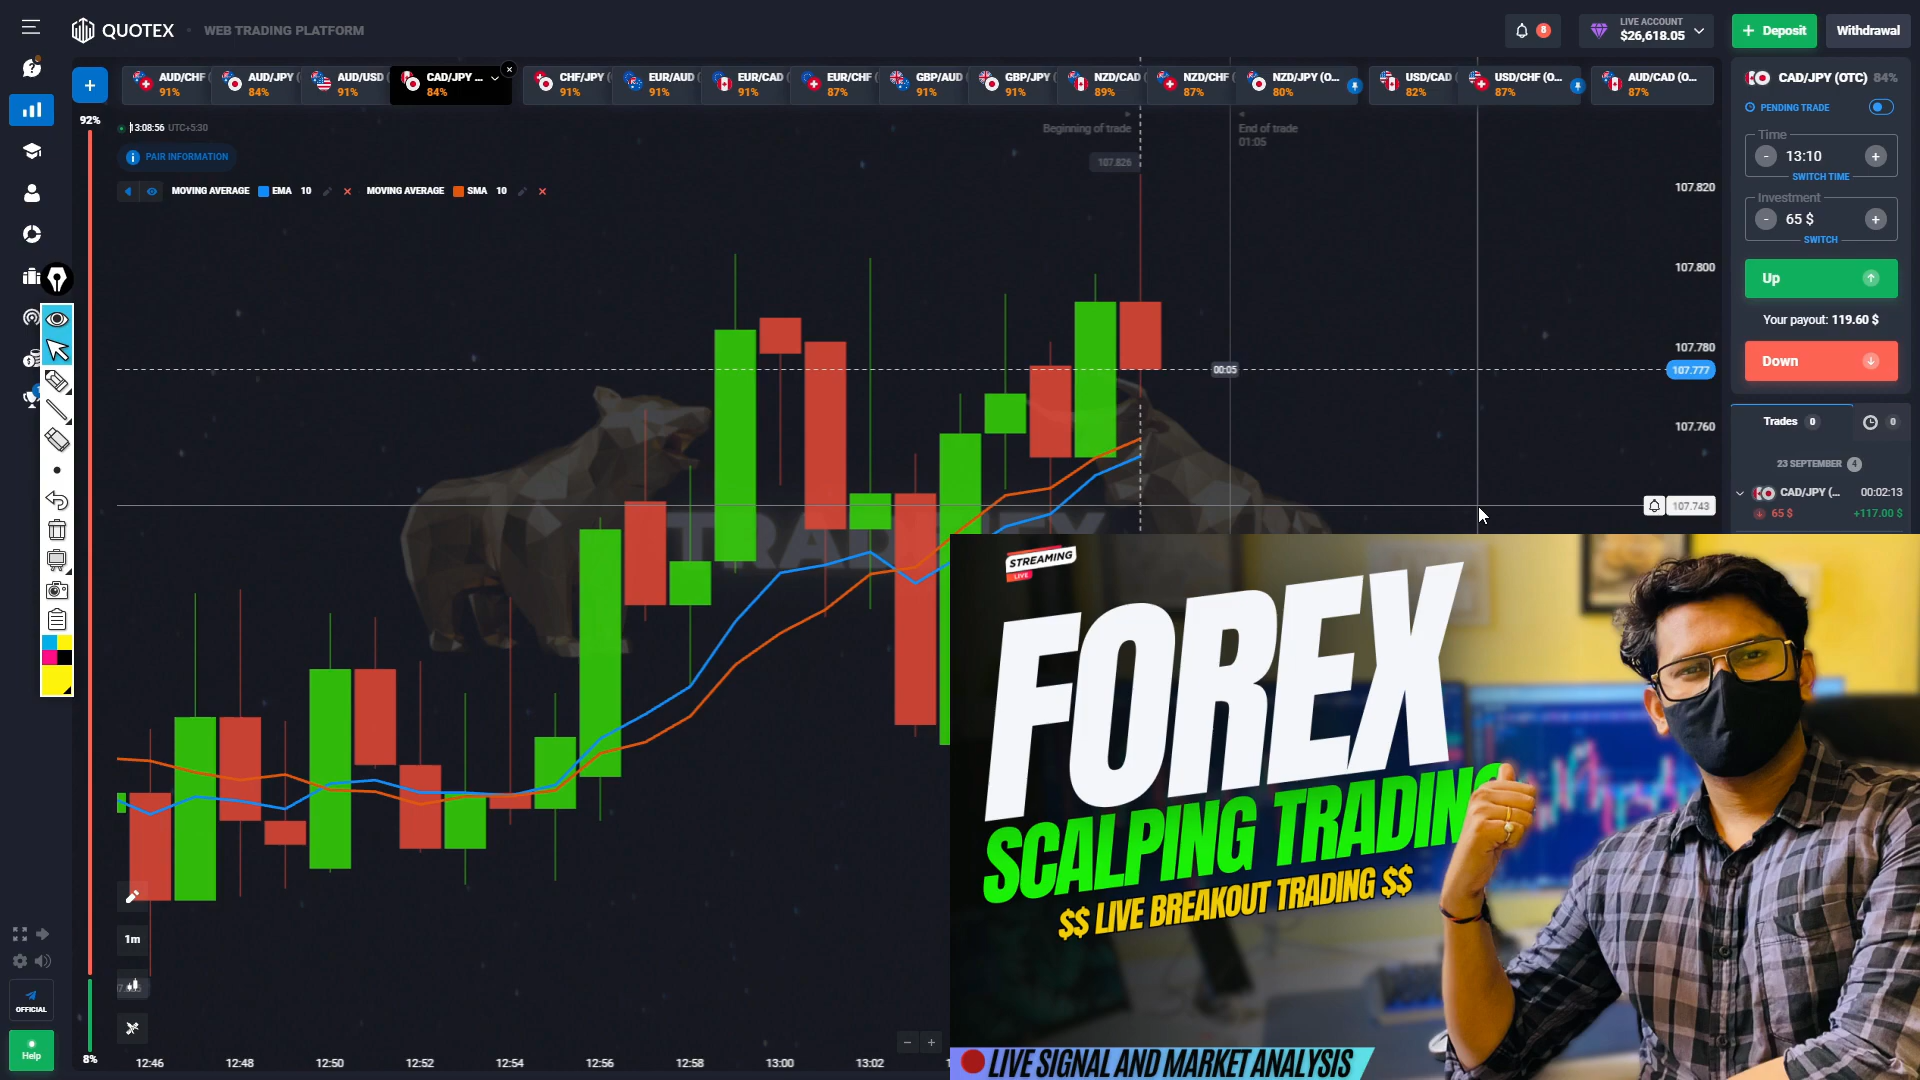 QUOTEX
WEB TRADING PLATFORM
8
LIVE ACCOUNT
$26,618.05
Deposit
Withdrawal
+
AUD/CHF
91%
AUD/JPY (
84%
AUD/USD
91%
CAD/JPY ...
84%
CHF/JPY (
91%
EUR/AUD
91%
EUR/CAD
91%
EUR/CHF
87%
GBP/AUD
91%
GBP/JPY
91%
NZD/CAD
89%
NZD/CHF
87%
NZD/JPY (O...
80%
USD/CAD
82%
USD/CHF (O...
87%
AUD/CAD (O...
87%
92%
13:08:56 UTC+5:30
PAIR INFORMATION
MOVING AVERAGE EMA 10
MOVING AVERAGE SMA 10
Beginning of trade
107.826
End of trade
01:05
107.820
107.800
107.780
107.777
107.760
107.743
00:05
CAD/JPY (OTC) 84%
PENDING TRADE
Time
- 13:10 +
SWITCH TIME
Investment
- 65 $ +
SWITCH
Up
Your payout: 119.60 $
Down
Trades 0
0
23 SEPTEMBER 4
CAD/JPY (... 00:02:13
65 $ +117.00 $
STREAMING
LIVE
FOREX
SCALPING TRADING
$$ LIVE BREAKOUT TRADING $$
LIVE SIGNAL AND MARKET ANALYSIS
1m
OFFICIAL
Help
8%
12:46
12:48
12:50
12:52
12:54
12:56
12:58
13:00
13:02